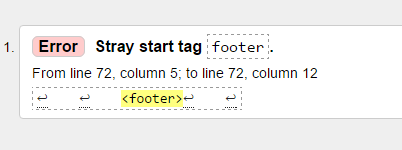 1. Error Stray start tag footer.
From line 72, column 5; to line 72, column 12
↩ ↩ <footer>↩ ↩